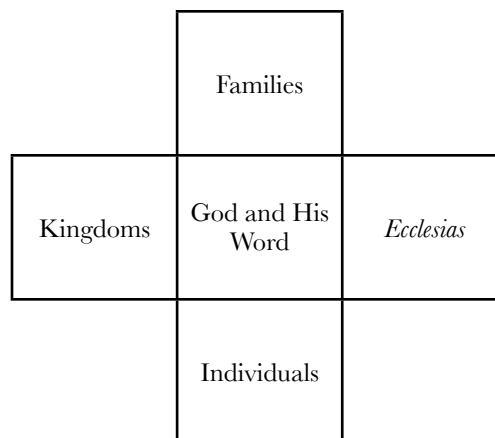 Families
Kingdoms
God and His
Word
Ecclesias
Individuals